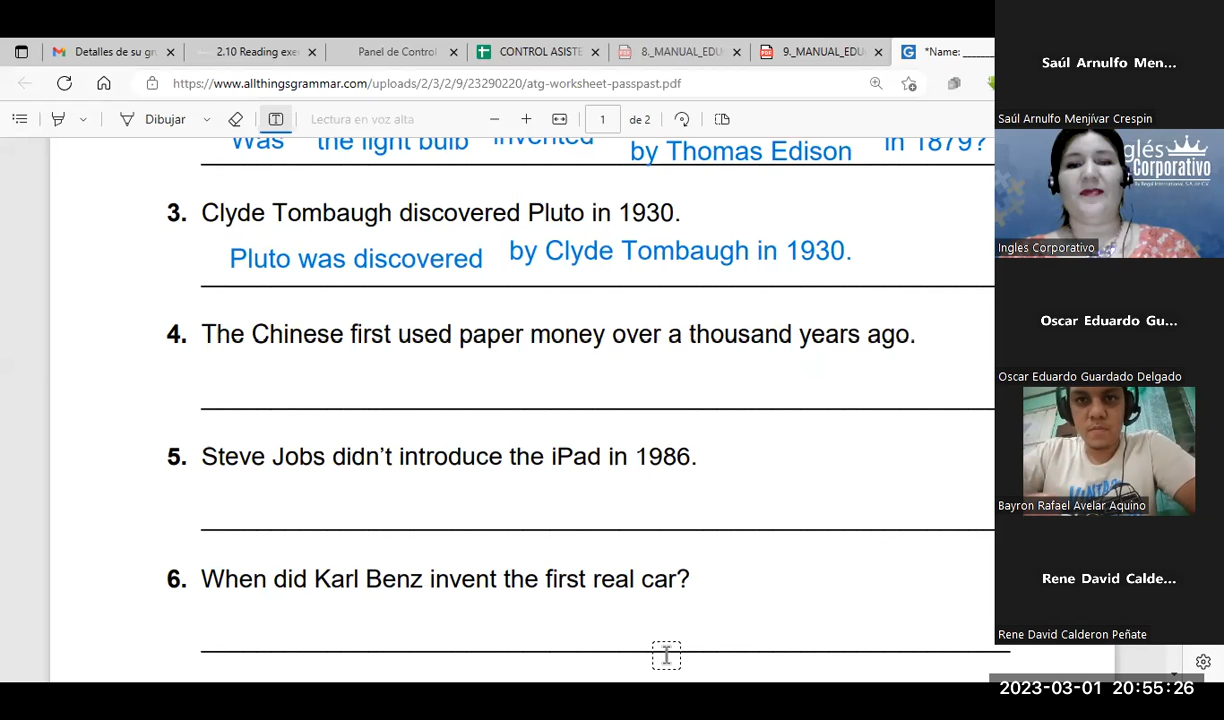 Detalles de su gr
2.10 Reading exe
Panel de Control
CONTROL ASISTE
8._MANUAL_EDU
9._MANUAL_EDU
*Name: ______
https://www.allthingsgrammar.com/uploads/2/3/2/9/23290220/atg-worksheet-passpast.pdf
Dibujar
Lectura en voz alta
1
de 2
Was the light bulb invented by Thomas Edison in 1879?
3. Clyde Tombaugh discovered Pluto in 1930.
Pluto was discovered by Clyde Tombaugh in 1930.
4. The Chinese first used paper money over a thousand years ago.
5. Steve Jobs didn't introduce the iPad in 1986.
6. When did Karl Benz invent the first real car?
Saúl Arnulfo Men...
Saúl Arnulfo Menjívar Crespin
glés
Corporativo
By Regal International, S.A. de C.V.
Ingles Corporativo
Oscar Eduardo Gu...
Oscar Eduardo Guardado Delgado
Bayron Rafael Avelar Aquino
Rene David Calde...
Rene David Calderon Peñate
2023-03-01 20:55:26